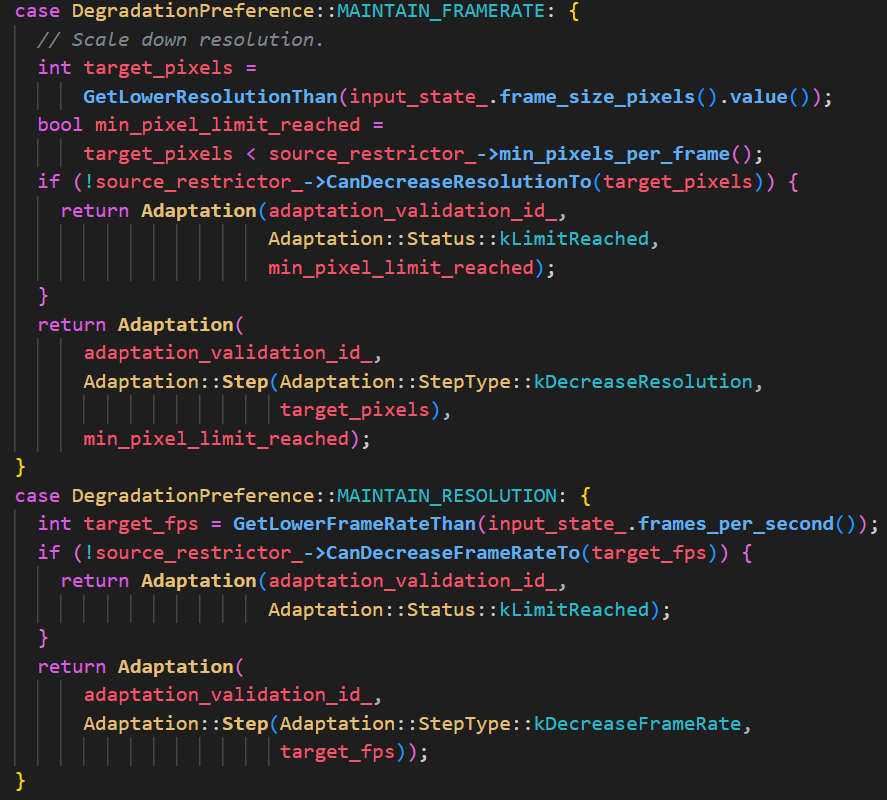 case DegradationPreference::MAINTAIN_FRAMERATE: {
  // Scale down resolution.
  int target_pixels =
      GetLowerResolutionThan(input_state_.frame_size_pixels().value());
  bool min_pixel_limit_reached =
      target_pixels < source_restrictor_->min_pixels_per_frame();
  if (!source_restrictor_->CanDecreaseResolutionTo(target_pixels)) {
    return Adaptation(adaptation_validation_id_,
                      Adaptation::Status::kLimitReached,
                      min_pixel_limit_reached);
  }
  return Adaptation(
      adaptation_validation_id_,
      Adaptation::Step(Adaptation::StepType::kDecreaseResolution,
                       target_pixels),
      min_pixel_limit_reached);
}
case DegradationPreference::MAINTAIN_RESOLUTION: {
  int target_fps = GetLowerFrameRateThan(input_state_.frames_per_second());
  if (!source_restrictor_->CanDecreaseFrameRateTo(target_fps)) {
    return Adaptation(adaptation_validation_id_,
                      Adaptation::Status::kLimitReached);
  }
  return Adaptation(
      adaptation_validation_id_,
      Adaptation::Step(Adaptation::StepType::kDecreaseFrameRate,
                       target_fps));
}